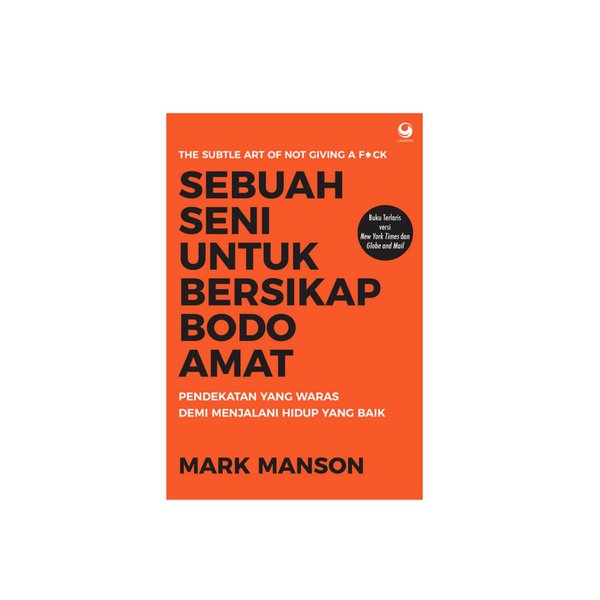 THE SUBTLE ART OF NOT GIVING A F*CK
SEBUAH
SENI
UNTUK
BERSIKAP
BODO
AMAT
Buku Terlaris
versi
New York Times dan
Globe and Mail
PENDEKATAN YANG WARAS
DEMI MENJALANI HIDUP YANG BAIK
MARK MANSON